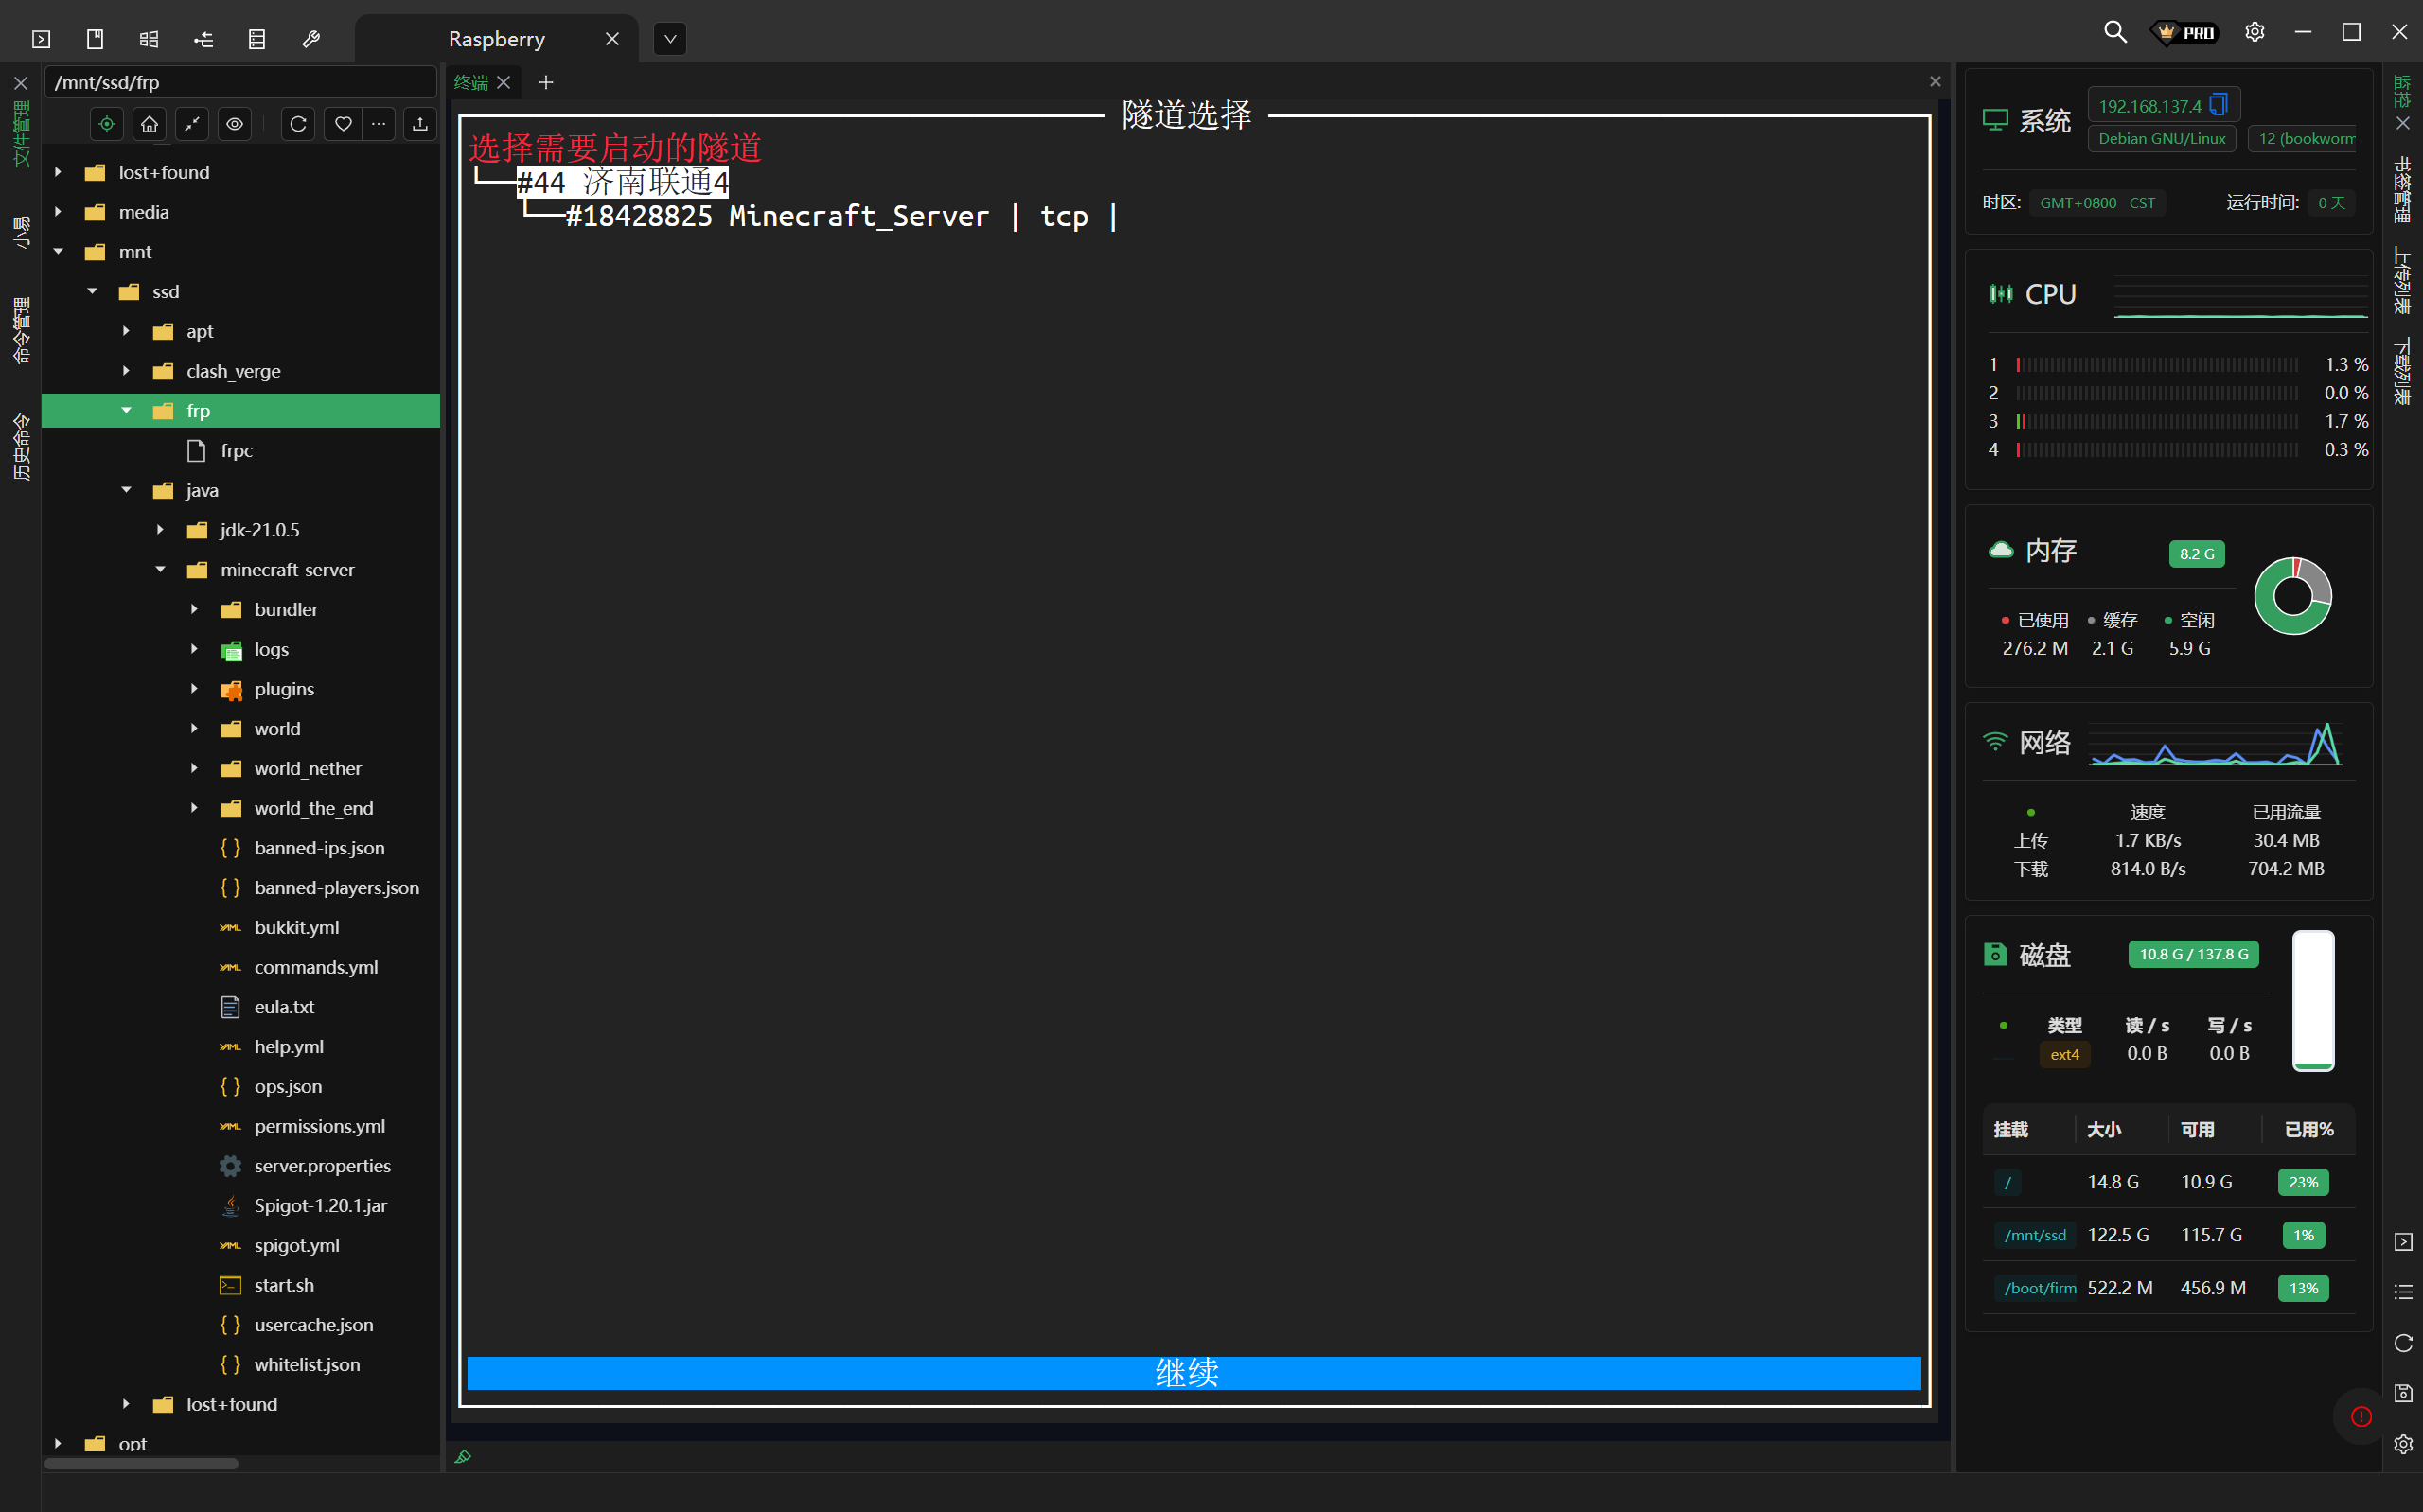 Raspberry
PRO
文件管理
小易
命令管理
历史命令
/mnt/ssd/frp
lost+found
media
mnt
ssd
apt
clash_verge
frp
frpc
java
jdk-21.0.5
minecraft-server
bundler
logs
plugins
world
world_nether
world_the_end
banned-ips.json
banned-players.json
bukkit.yml
commands.yml
eula.txt
help.yml
ops.json
permissions.yml
server.properties
Spigot-1.20.1.jar
spigot.yml
start.sh
usercache.json
whitelist.json
lost+found
opt
终端
隧道选择
选择需要启动的隧道
└──#44 济南联通4
└──#18428825 Minecraft_Server | tcp |
继续
系统
192.168.137.4
Debian GNU/Linux 12 (bookworm
时区: GMT+0800 CST 运行时间: 0 天
CPU
1 1.3 %
2 0.0 %
3 1.7 %
4 0.3 %
内存 8.2 G
已使用 缓存 空闲
276.2 M 2.1 G 5.9 G
网络
速度 已用流量
上传 1.7 KB/s 30.4 MB
下载 814.0 B/s 704.2 MB
磁盘 10.8 G / 137.8 G
类型 读 / s 写 / s
ext4 0.0 B 0.0 B
挂载 大小 可用 已用%
/ 14.8 G 10.9 G 23%
/mnt/ssd 122.5 G 115.7 G 1%
/boot/firm 522.2 M 456.9 M 13%
监控
书签管理
上传列表
下载列表